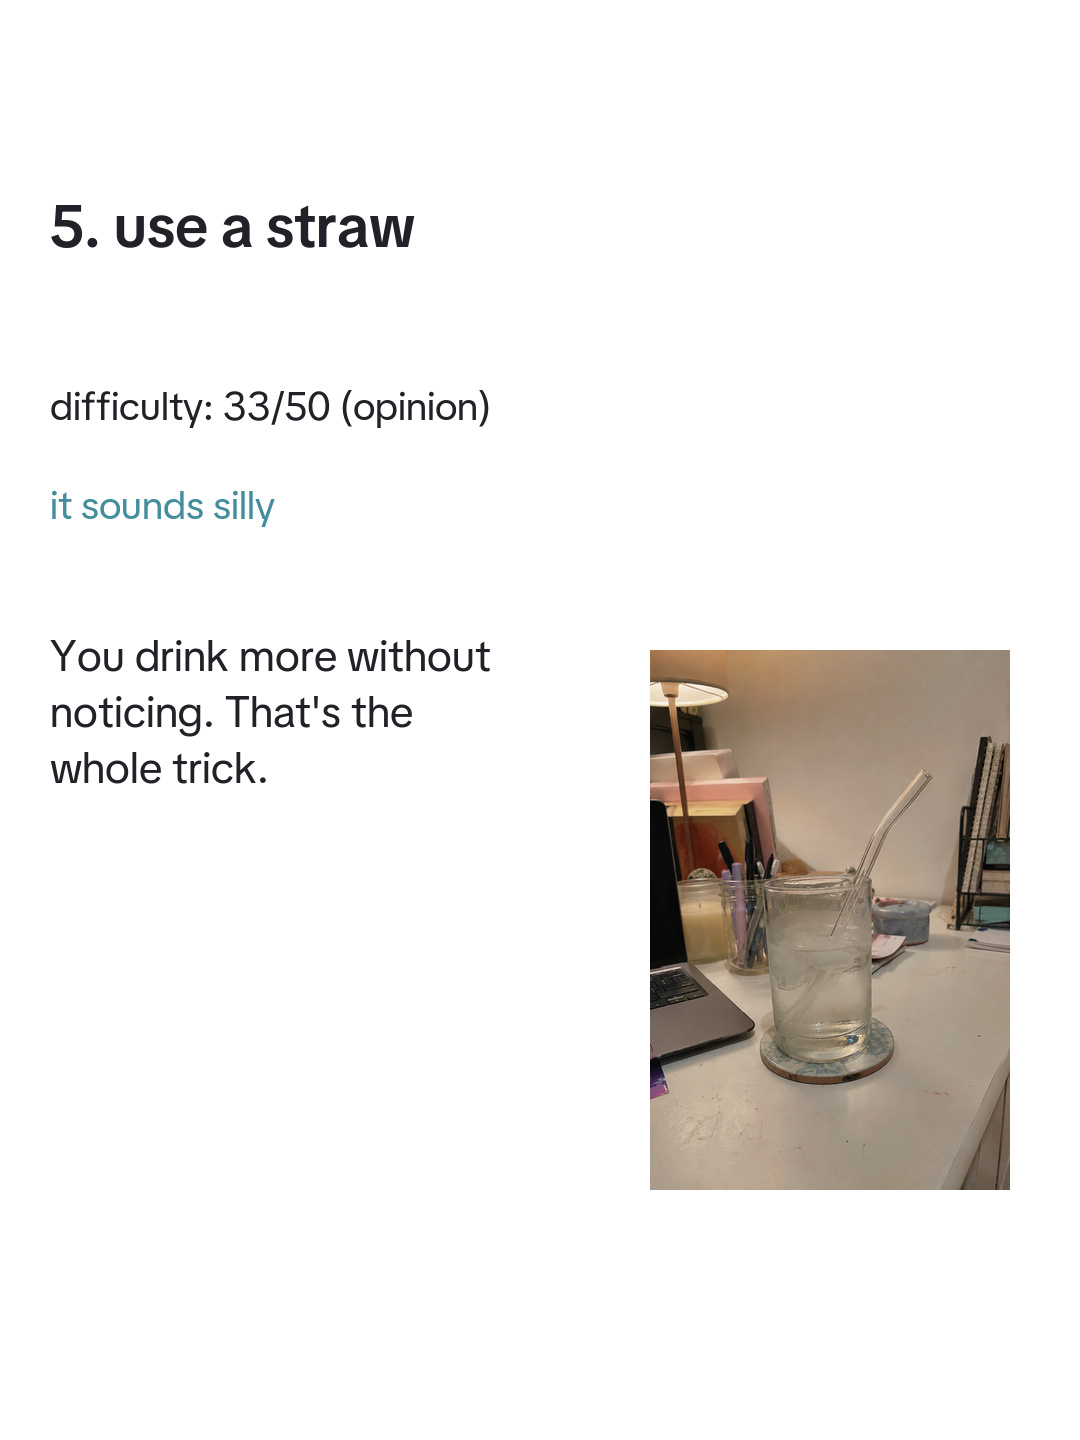 5. use a straw
difficulty: 33/50 (opinion)
it sounds silly
You drink more without
noticing. That's the
whole trick.